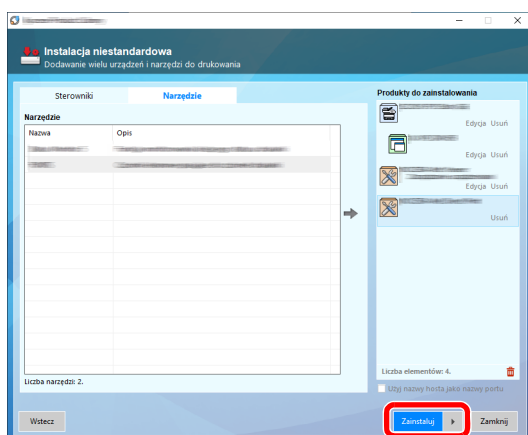 Instalacja niestandardowa
Dodawanie wielu urządzeń i narzędzi do drukowania
Sterowniki
Narzędzie
Narzędzie
Nazwa
Opis
Liczba narzędzi: 2.
Produkty do zainstalowania
Edycja Usuń
Edycja Usuń
Edycja Usuń
Usuń
Liczba elementów: 4.
Użyj nazwy hosta jako nazwy portu
Wstecz
Zainstaluj
Zamknij